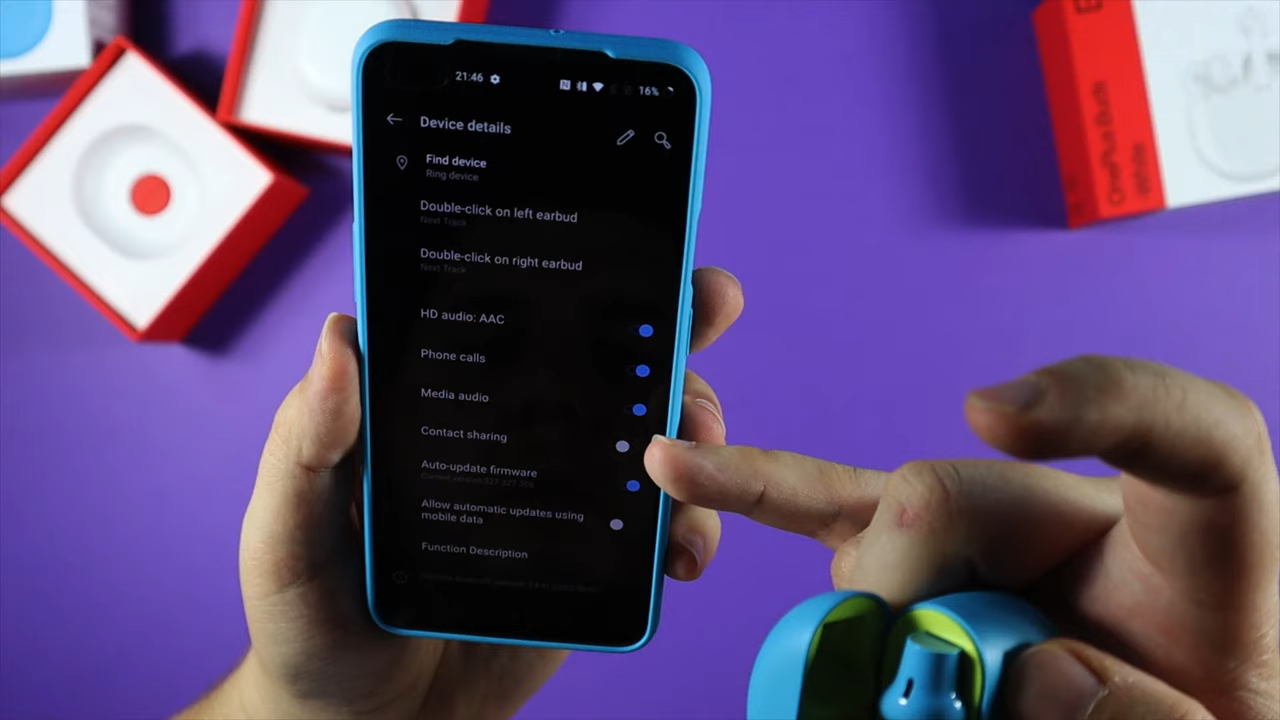 21:46
16%
Device details
Find device
Ring device
Double-click on left earbud
Next Track
Double-click on right earbud
Next Track
HD audio: AAC
Phone calls
Media audio
Contact sharing
Auto-update firmware
Allow automatic updates using
mobile data
Function Description
OnePlus Buds
White